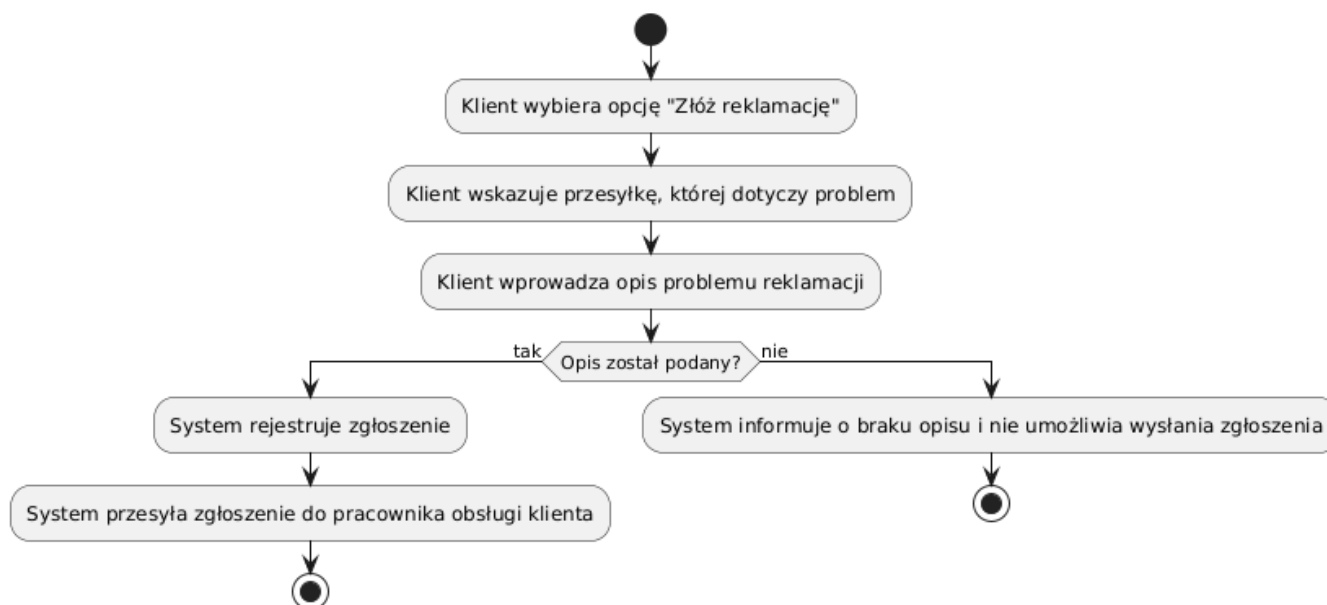 Klient wybiera opcję "Złóż reklamację"
Klient wskazuje przesyłkę, której dotyczy problem
Klient wprowadza opis problemu reklamacji
tak
Opis został podany?
nie
System rejestruje zgłoszenie
System informuje o braku opisu i nie umożliwia wysłania zgłoszenia
System przesyła zgłoszenie do pracownika obsługi klienta